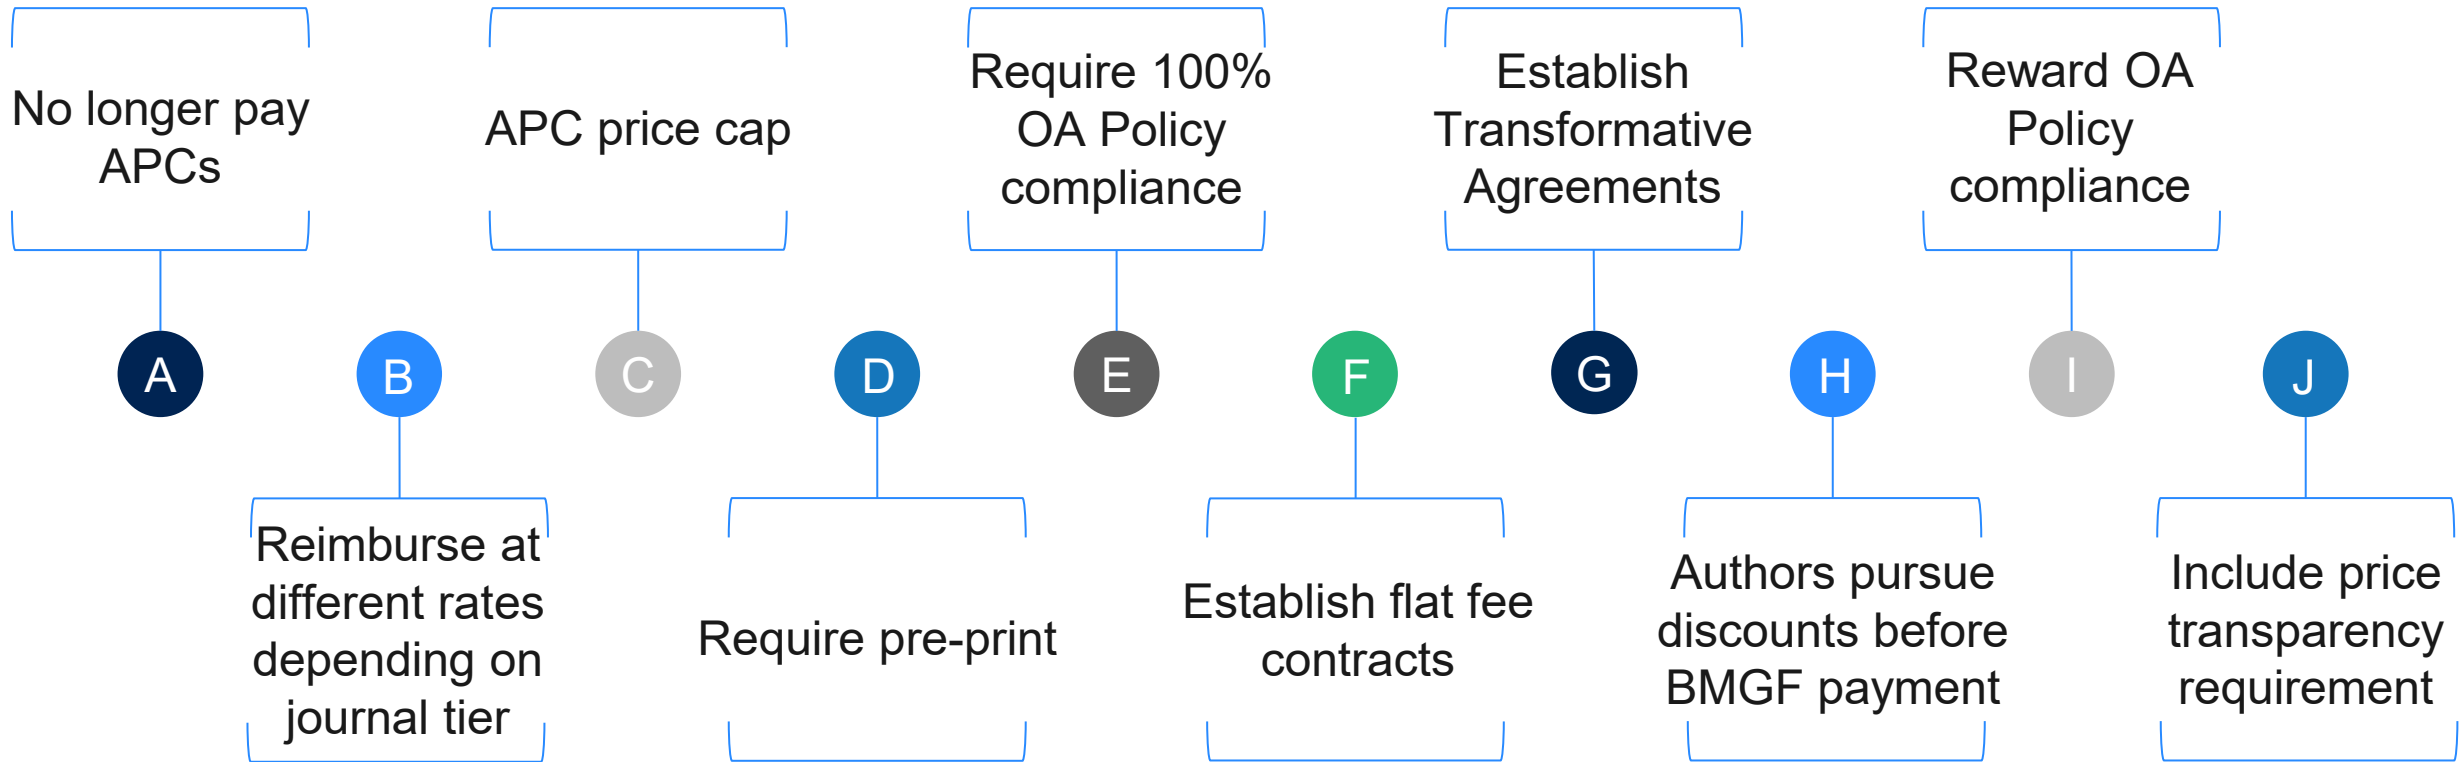 No longer pay
APCs
A
Reimburse at
different rates
depending on
journal tier
B
APC price cap
C
Require pre-print
D
Require 100%
OA Policy
compliance
E
Establish flat fee
contracts
F
Establish
Transformative
Agreements
G
Authors pursue
discounts before
BMGF payment
H
Reward OA
Policy
compliance
I
Include price
transparency
requirement
J